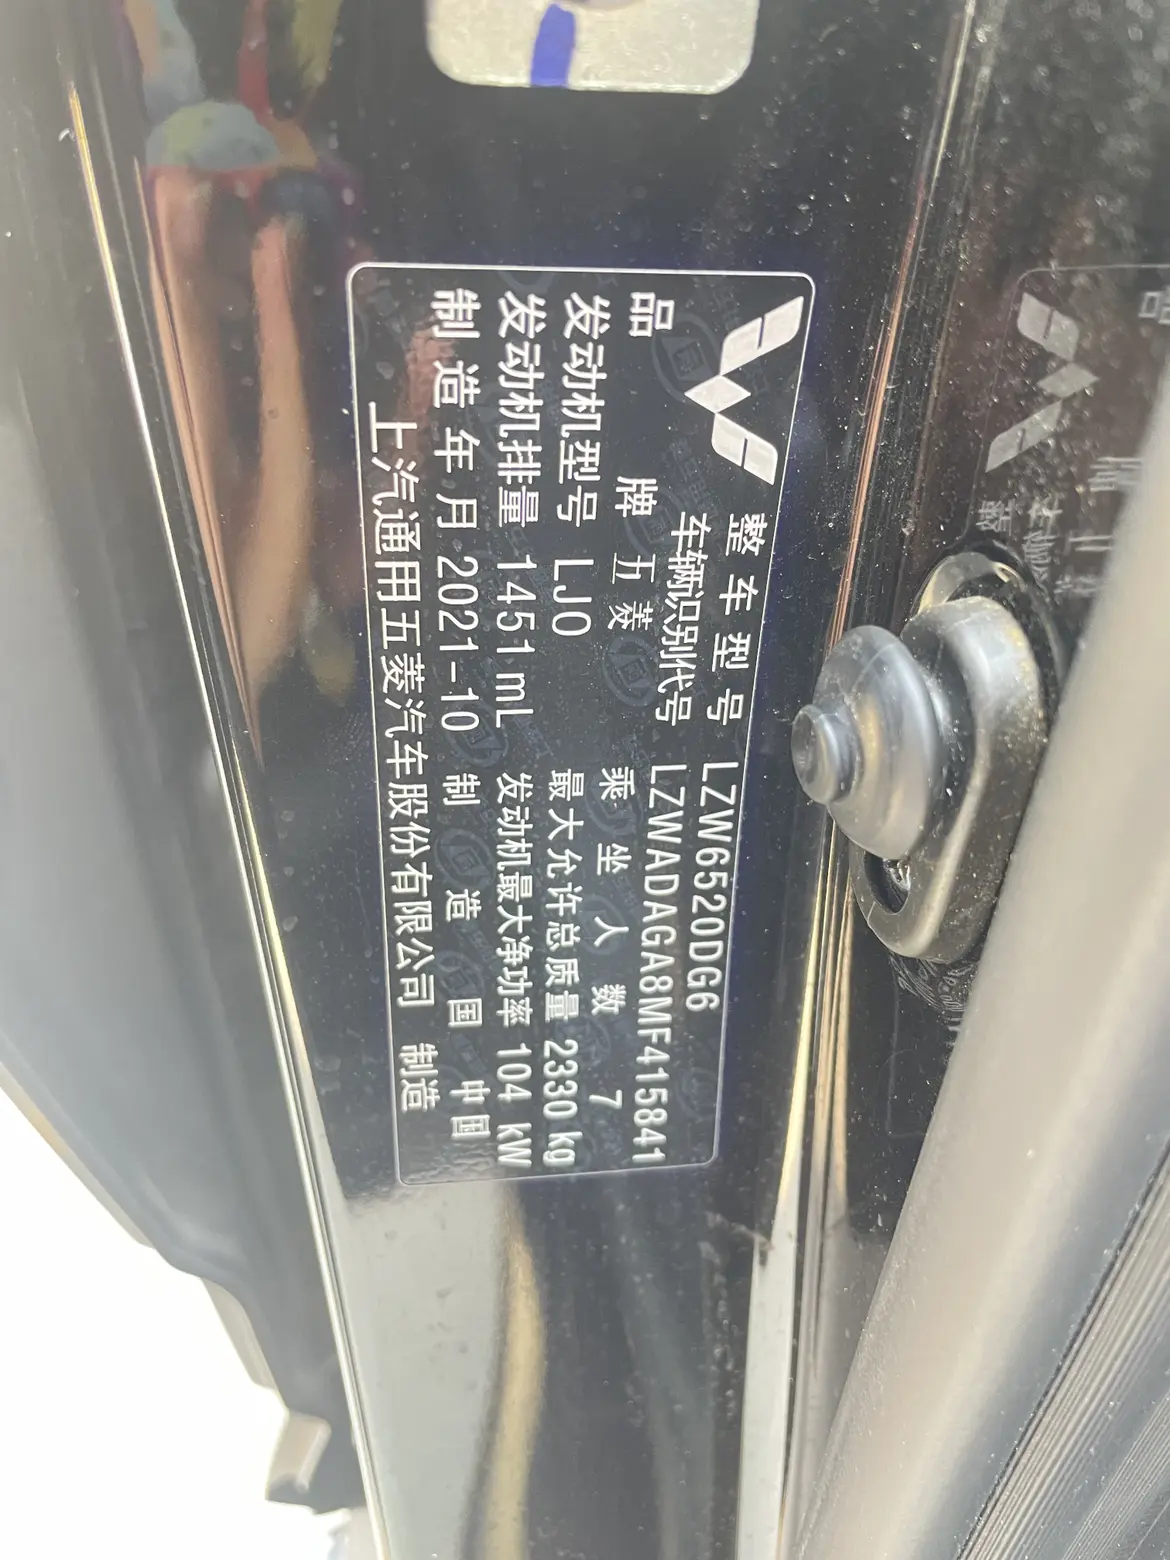 整车型号 LZW6520DG6
车辆识别代号 LZWADAGA8MF415841
品牌 五菱 乘坐人数 7
发动机型号 LJO 最大允许总质量 2330 kg
发动机排量 1451 mL 发动机最大净功率 104 kW
制造年月 2021-10 制造国 中国
上汽通用五菱汽车股份有限公司 制造